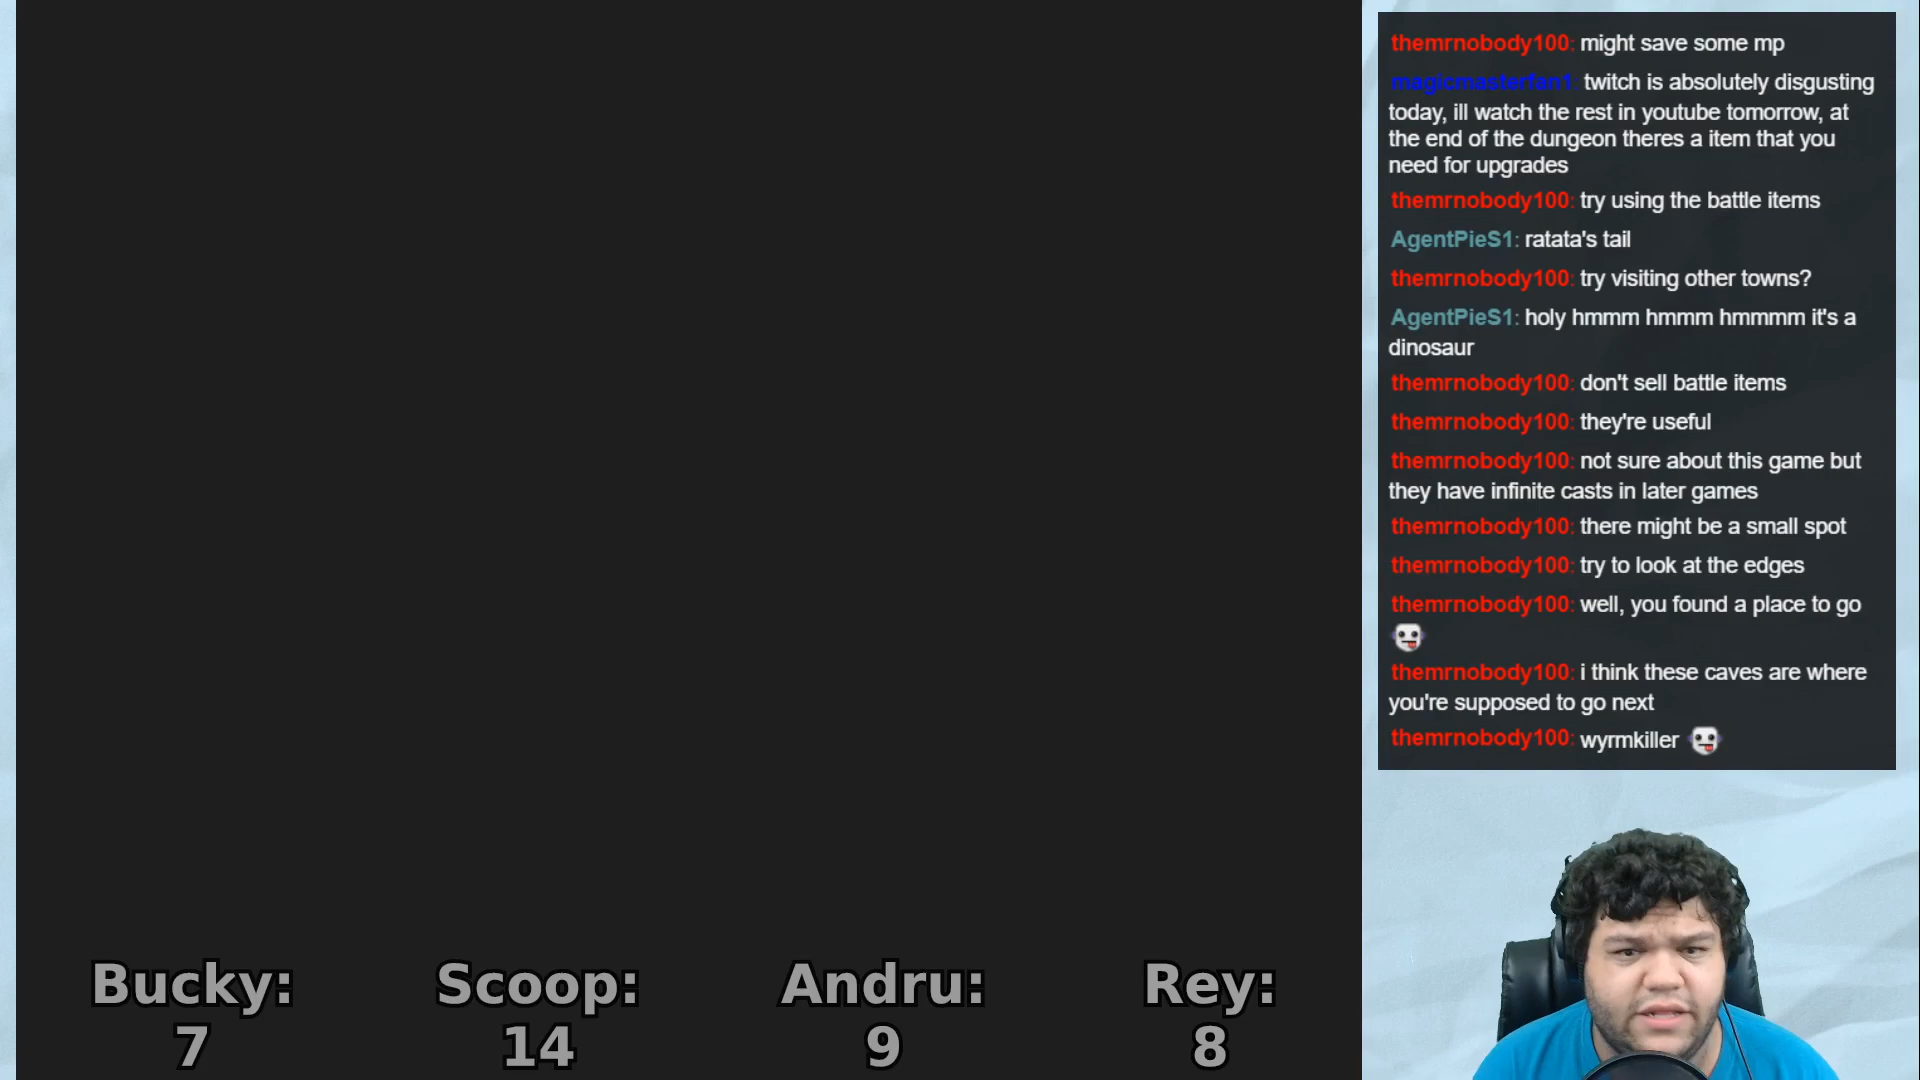 themrnobody100: might save some mp
magicmasterfan1: twitch is absolutely disgusting
today, ill watch the rest in youtube tomorrow, at
the end of the dungeon theres a item that you
need for upgrades
themrnobody100: try using the battle items
AgentPieS1: ratata's tail
themrnobody100: try visiting other towns?
AgentPieS1: holy hmmm hmmm hmmmm it's a
dinosaur
themrnobody100: don't sell battle items
themrnobody100: they're useful
themrnobody100: not sure about this game but
they have infinite casts in later games
themrnobody100: there might be a small spot
themrnobody100: try to look at the edges
themrnobody100: well, you found a place to go
themrnobody100: i think these caves are where
you're supposed to go next
themrnobody100: wyrmkiller
Bucky: Scoop: Andru: Rey:
7 14 9 8